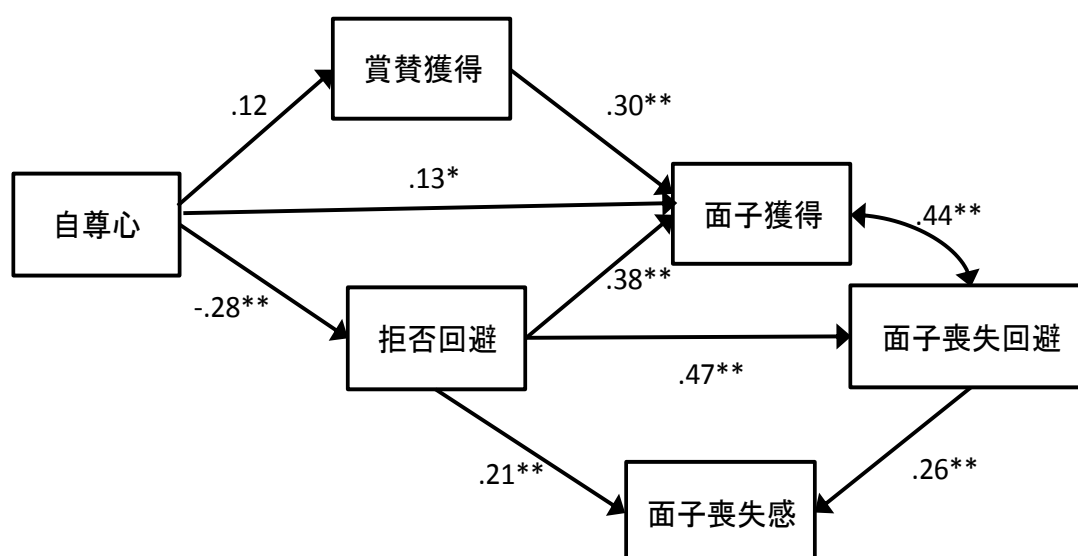 賞賛獲得
.12
.30**
.13*
自尊心
面子獲得
.44**
-.28**
.38**
拒否回避
面子喪失回避
.47**
.21**
.26**
面子喪失感